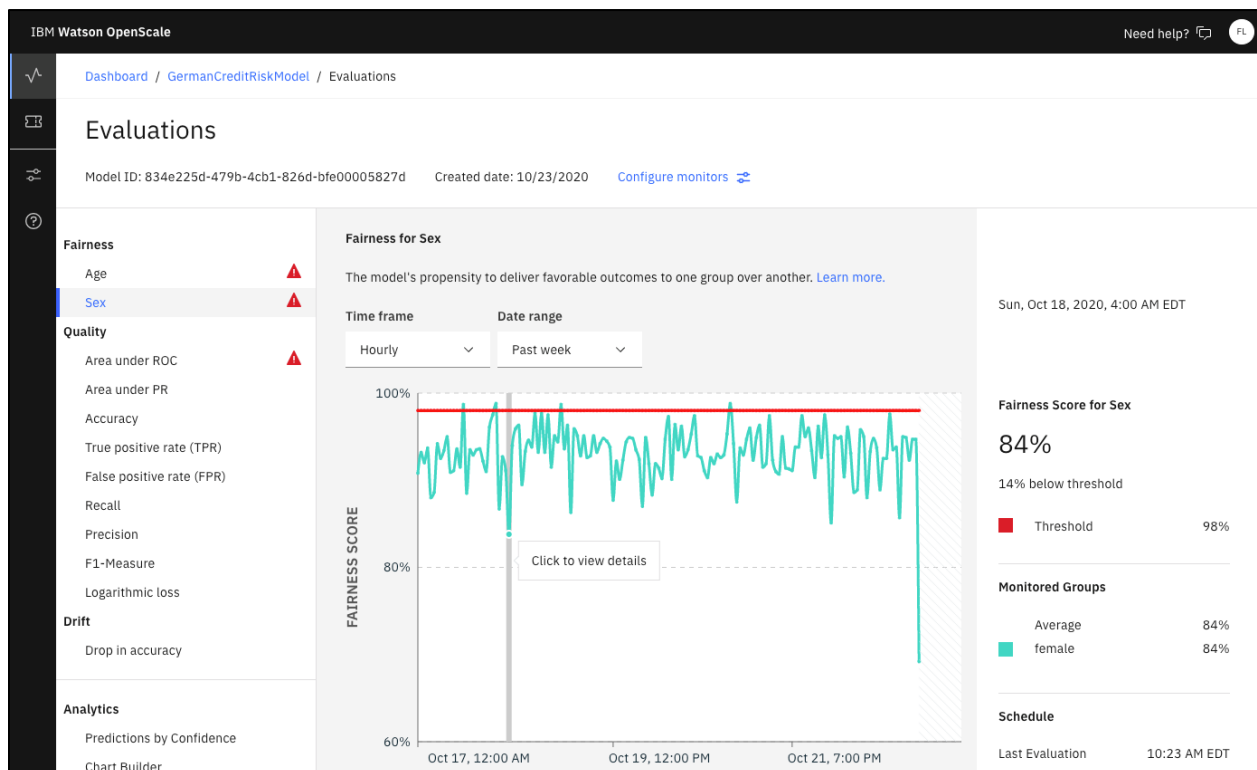 IBM Watson OpenScale
Need help?
FL
Dashboard / GermanCreditRiskModel / Evaluations
Evaluations
Model ID: 834e225d-479b-4cb1-826d-bfe00005827d Created date: 10/23/2020 Configure monitors
Fairness
Age
Sex
Quality
Area under ROC
Area under PR
Accuracy
True positive rate (TPR)
False positive rate (FPR)
Recall
Precision
F1-Measure
Logarithmic loss
Drift
Drop in accuracy
Analytics
Predictions by Confidence
Chart Builder
Fairness for Sex
The model's propensity to deliver favorable outcomes to one group over another. Learn more.
Time frame Date range
Hourly Past week
100%
80%
60%
FAIRNESS SCORE
Click to view details
Oct 17, 12:00 AM Oct 19, 12:00 PM Oct 21, 7:00 PM
Sun, Oct 18, 2020, 4:00 AM EDT
Fairness Score for Sex
84%
14% below threshold
Threshold 98%
Monitored Groups
Average 84%
female 84%
Schedule
Last Evaluation 10:23 AM EDT